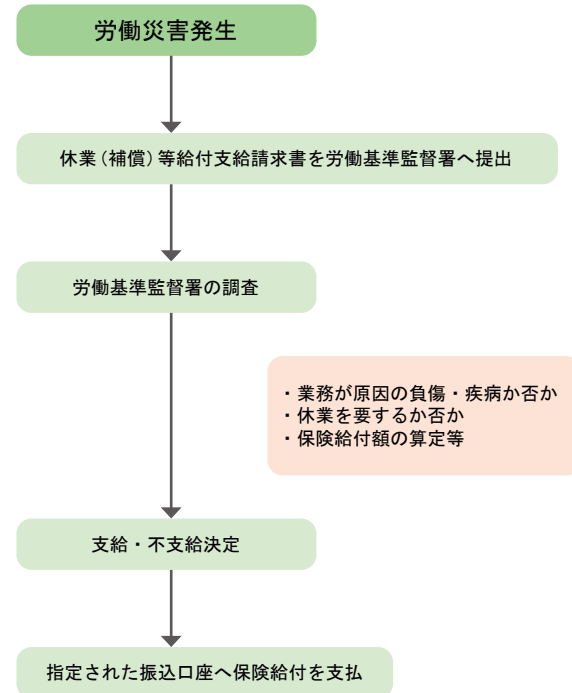 労働災害発生
休業(補償)等給付支給請求書を労働基準監督署へ提出
労働基準監督署の調査
・業務が原因の負傷・疾病か否か
・休業を要するか否か
・保険給付額の算定等
支給・不支給決定
指定された振込口座へ保険給付を支払